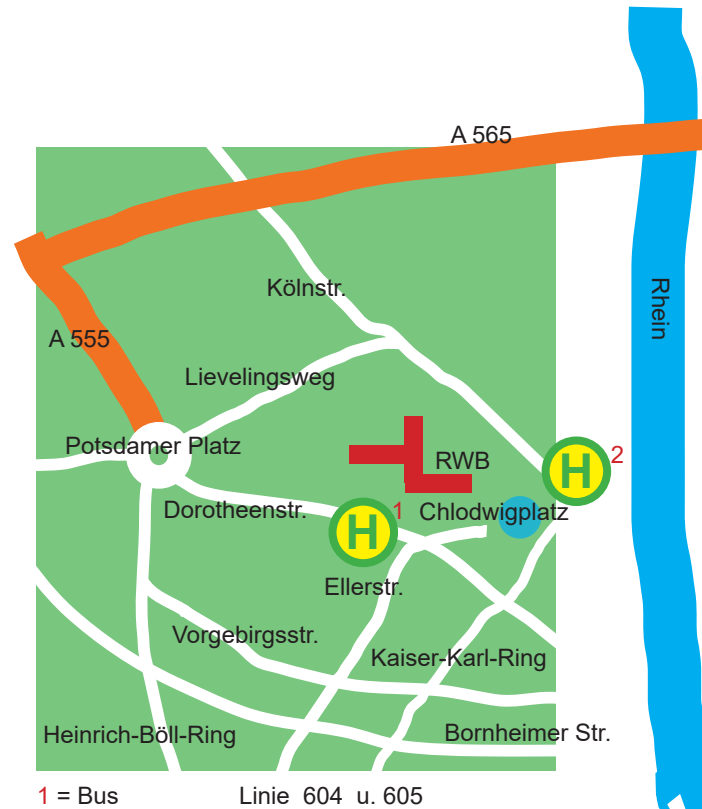 A 565
Rhein
Kölnstr.
A 555
Lievelingsweg
Potsdamer Platz
RWB
H 2
Dorotheenstr.
H 1
Chlodwigplatz
Ellerstr.
Vorgebirgsstr.
Kaiser-Karl-Ring
Heinrich-Böll-Ring
Bornheimer Str.
1 = Bus Linie 604 u. 605